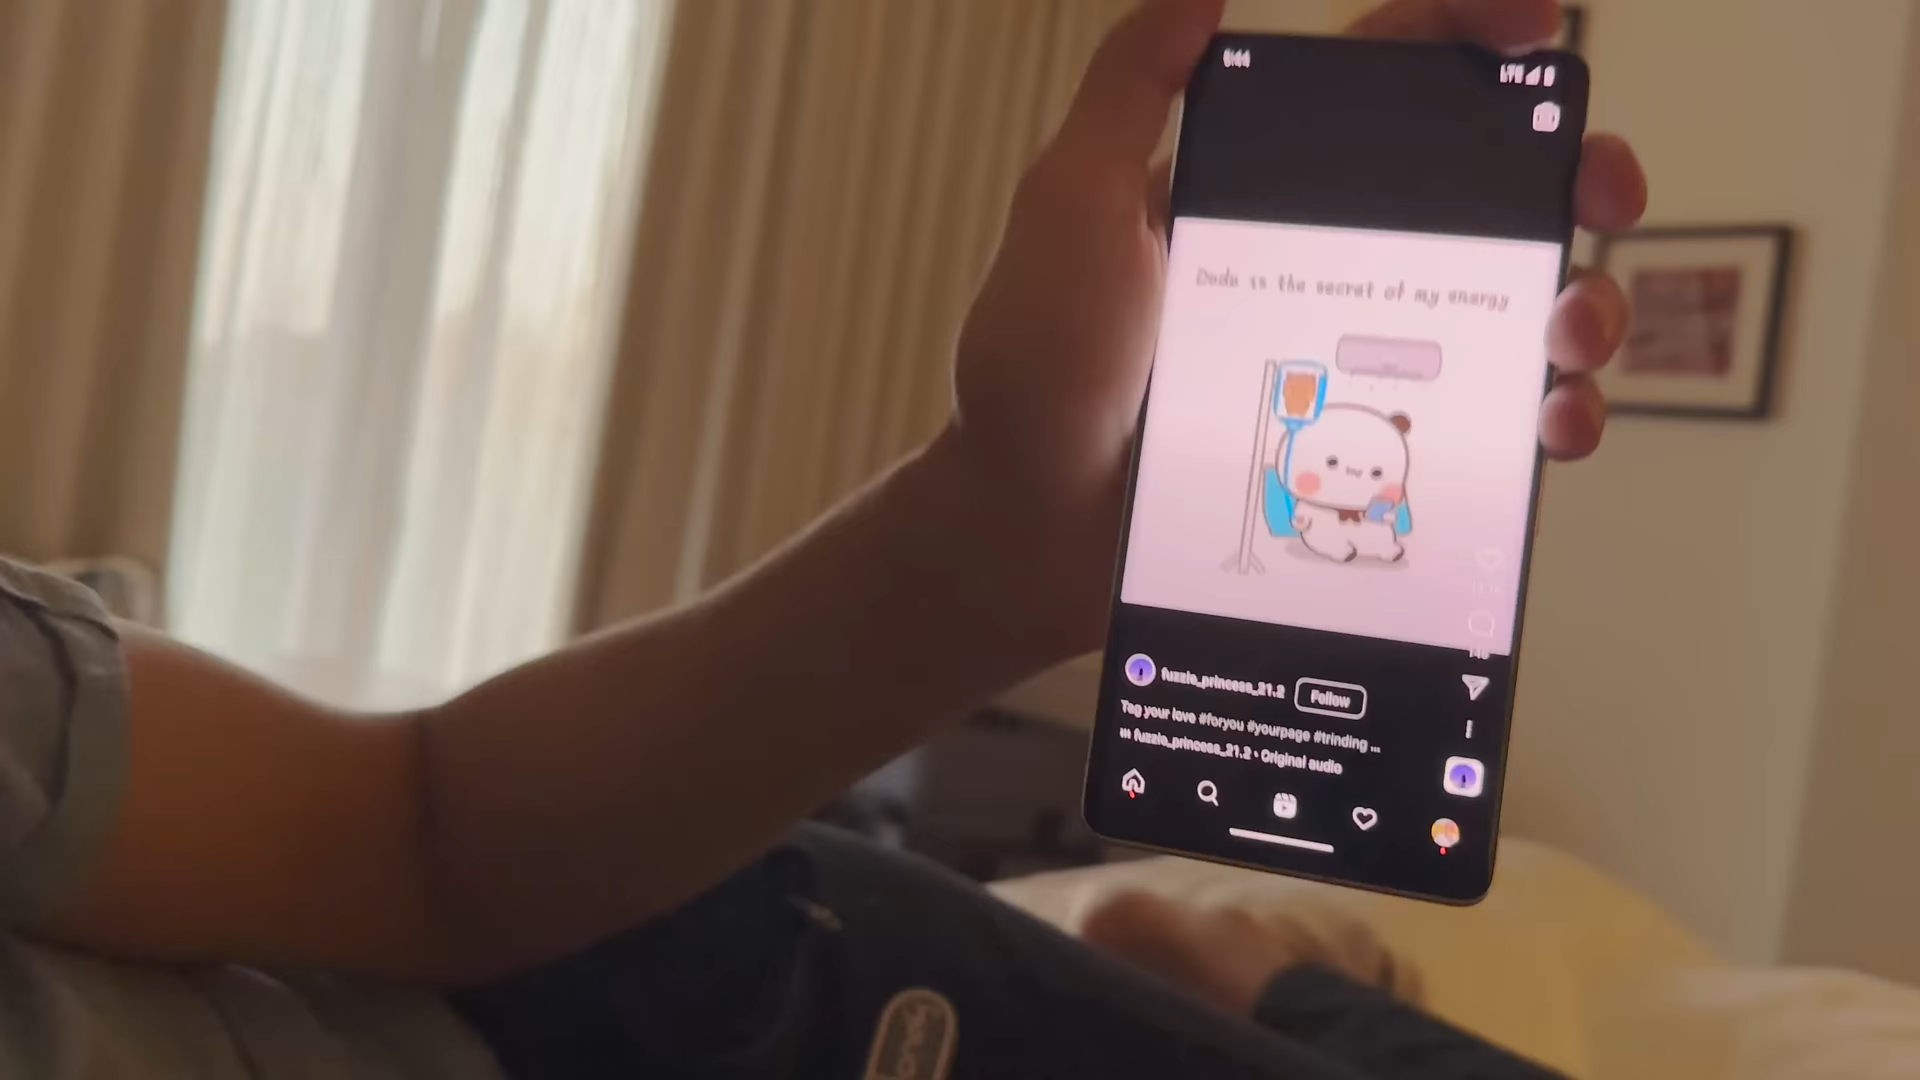 LTE
Dudu is the secret of my energy
fuzzie_princess_21.2 Follow
Tag your love #foryou #yourpage #trinding ...
fuzzie_princess_21.2 • Original audio